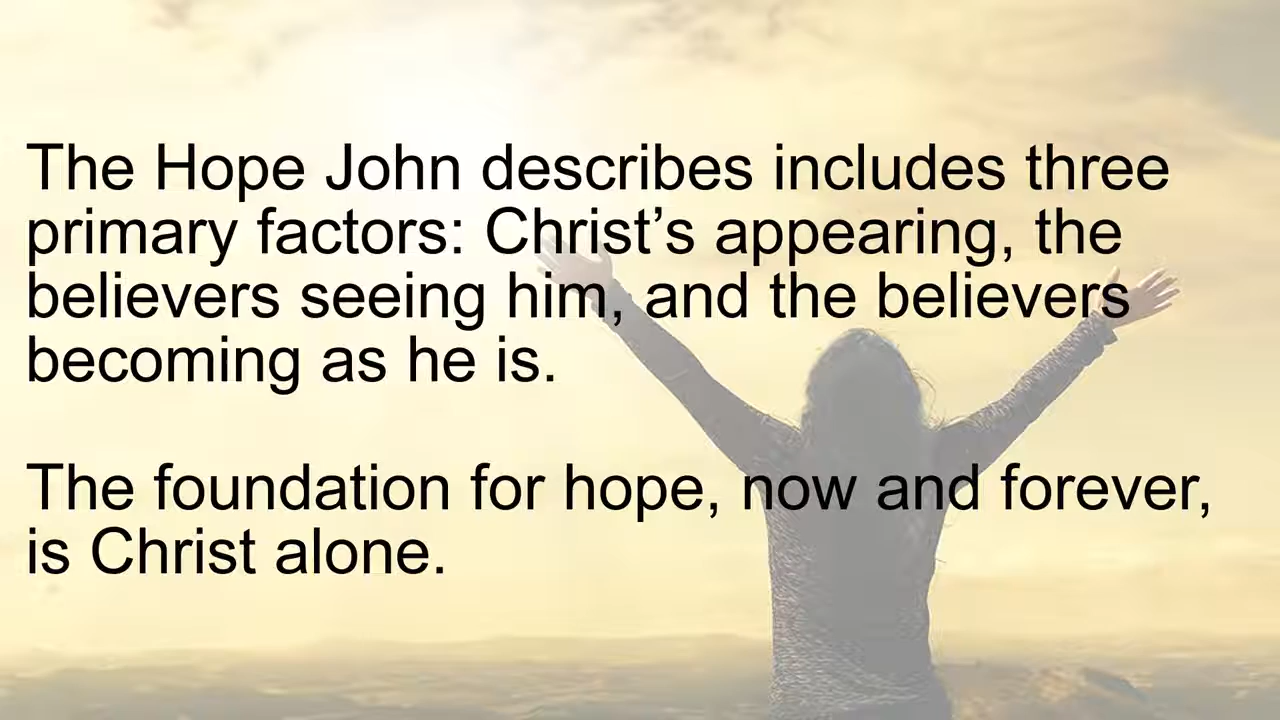 The Hope John describes includes three
primary factors: Christ’s appearing, the
believers seeing him, and the believers
becoming as he is.
The foundation for hope, now and forever,
is Christ alone.